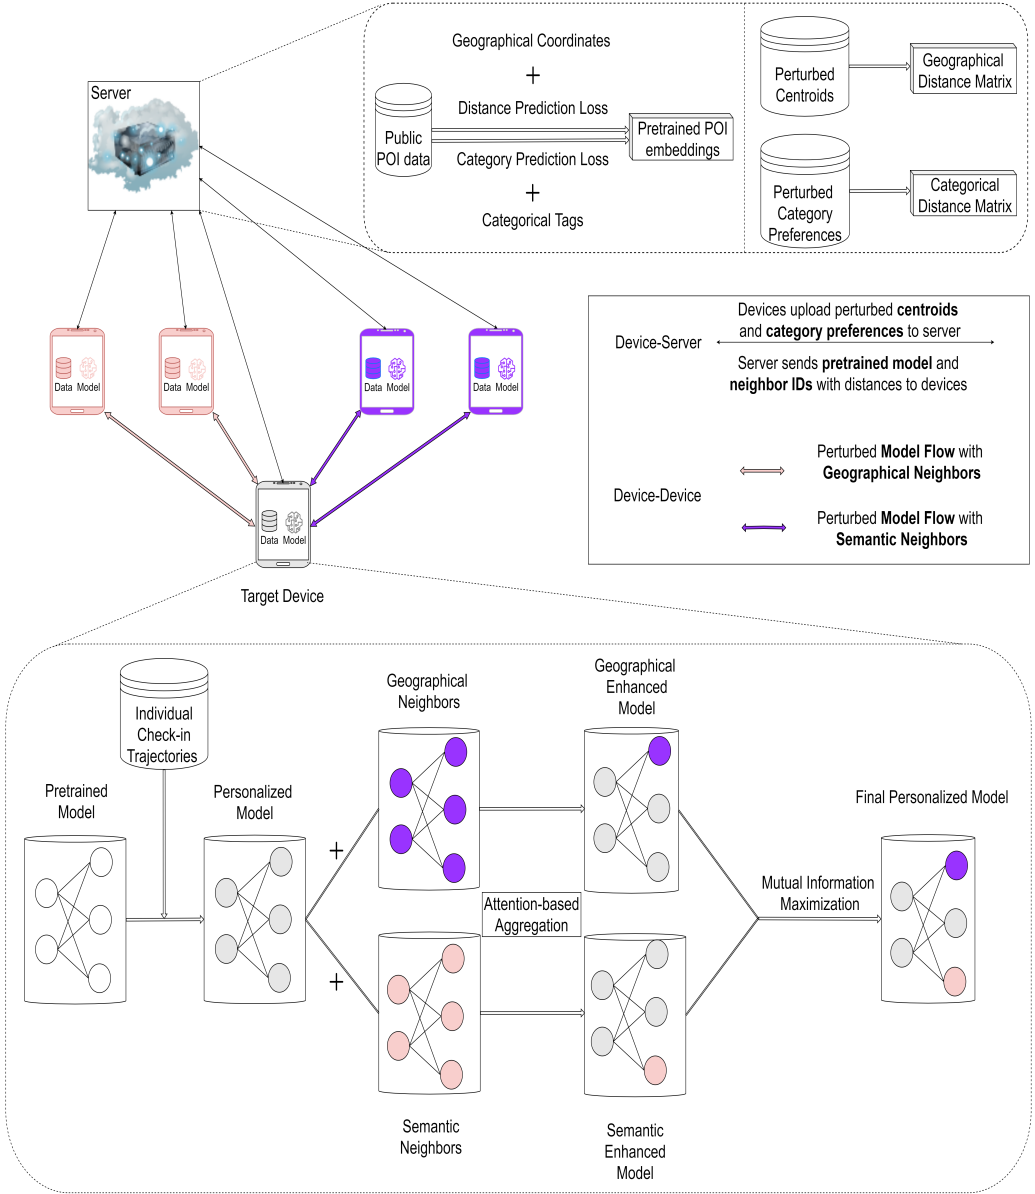 Server
Geographical Coordinates
+
Distance Prediction Loss
Public
POI data
Category Prediction Loss
+
Categorical Tags
Pretrained POI
embeddings
Perturbed
Centroids
Geographical
Distance Matrix
Perturbed
Category
Preferences
Categorical
Distance Matrix
Data Model
Data Model
Data Model
Data Model
Data Model
Target Device
Device-Server
Devices upload perturbed centroids
and category preferences to server
Server sends pretrained model and
neighbor IDs with distances to devices
Device-Device
Perturbed Model Flow with
Geographical Neighbors
Perturbed Model Flow with
Semantic Neighbors
Individual
Check-in
Trajectories
Pretrained
Model
Personalized
Model
+
+
Geographical
Neighbors
Geographical
Enhanced
Model
Attention-based
Aggregation
Semantic
Neighbors
Semantic
Enhanced
Model
Mutual Information
Maximization
Final Personalized Model